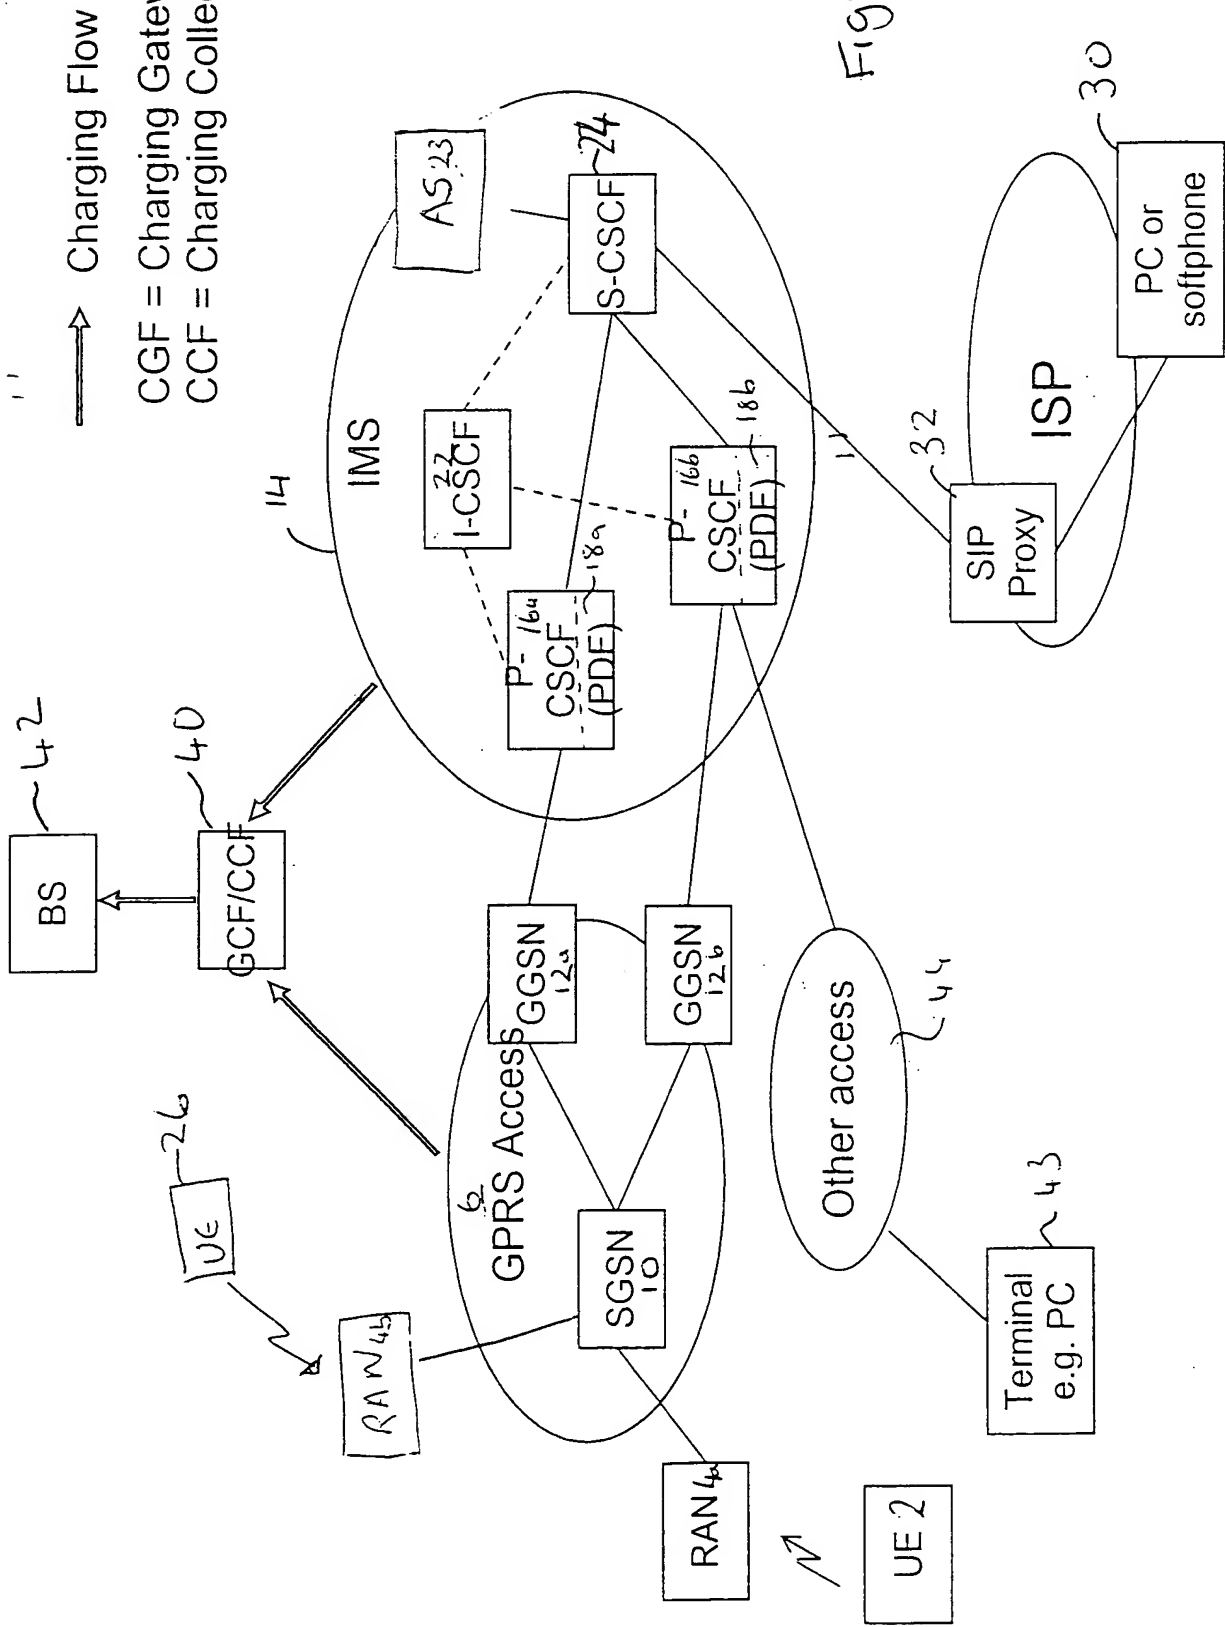 Charging Flow
CGF = Charging Gatew
CCF = Charging Colle
Fig
BS
42
GCF/CCF
40
14
IMS
AS 23
I-CSCF
22
S-CSCF
24
P- 16a
CSCF
(PDF)
18a
P- 16b
CSCF
(PDF)
18b
UE
26
RAN 4b
6
GPRS Access
GGSN
12a
GGSN
12b
SGSN
10
RAN 4a
UE 2
Other access
44
Terminal
e.g. PC
43
SIP
Proxy
32
ISP
PC or
softphone
30